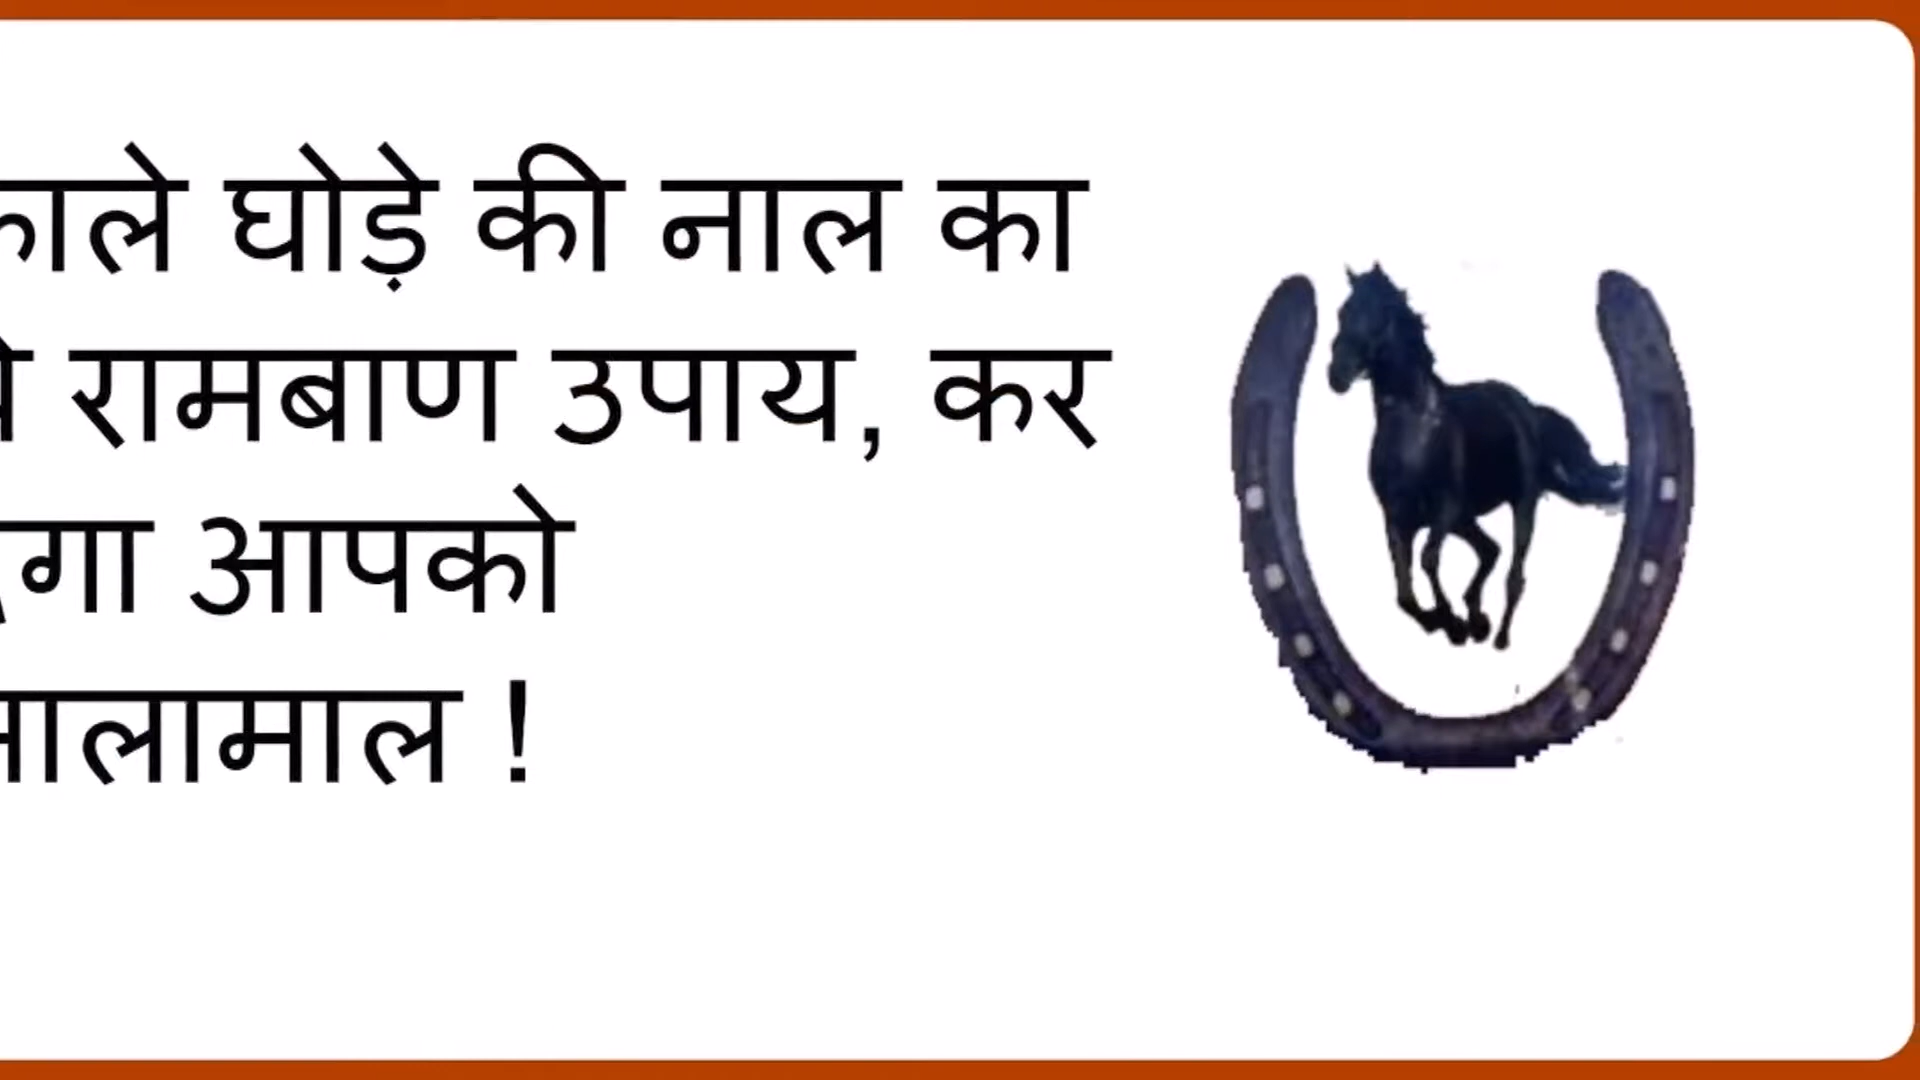 काले घोड़े की नाल का
रामबाण उपाय, कर
आपको
मालामाल !